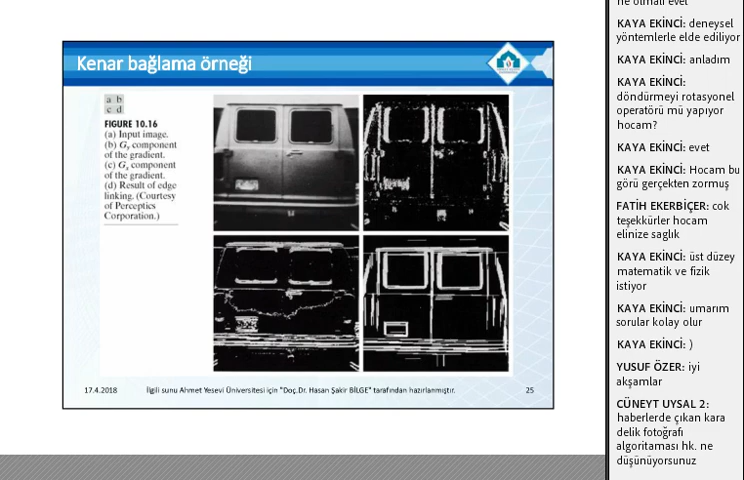 Kenar bağlama örneği
a b
c d
FIGURE 10.16
(a) Input image.
(b) Gy component
of the gradient.
(c) Gx component
of the gradient.
(d) Result of edge
linking. (Courtesy
of Perceptics
Corporation.)
17.4.2018
İlgili sunu Ahmet Yesevi Üniversitesi için "Doç.Dr. Hasan Şakir BİLGE" tarafından hazırlanmıştır.
25
ne olmalı evet
KAYA EKİNCİ: deneysel
yöntemlerle elde ediliyor
KAYA EKİNCİ: anladım
KAYA EKİNCİ:
döndürmeyi rotasyonel
operatörü mü yapıyor
hocam?
KAYA EKİNCİ: evet
KAYA EKİNCİ: Hocam bu
görü gerçekten zormuş
FATİH EKERBİÇER: cok
teşekkürler hocam
elinize saglık
KAYA EKİNCİ: üst düzey
matematik ve fizik
istiyor
KAYA EKİNCİ: umarım
sorular kolay olur
KAYA EKİNCİ: )
YUSUF ÖZER: iyi
akşamlar
CÜNEYT UYSAL 2:
haberlerde çıkan kara
delik fotoğrafı
algoritaması hk. ne
düşünüyorsunuz